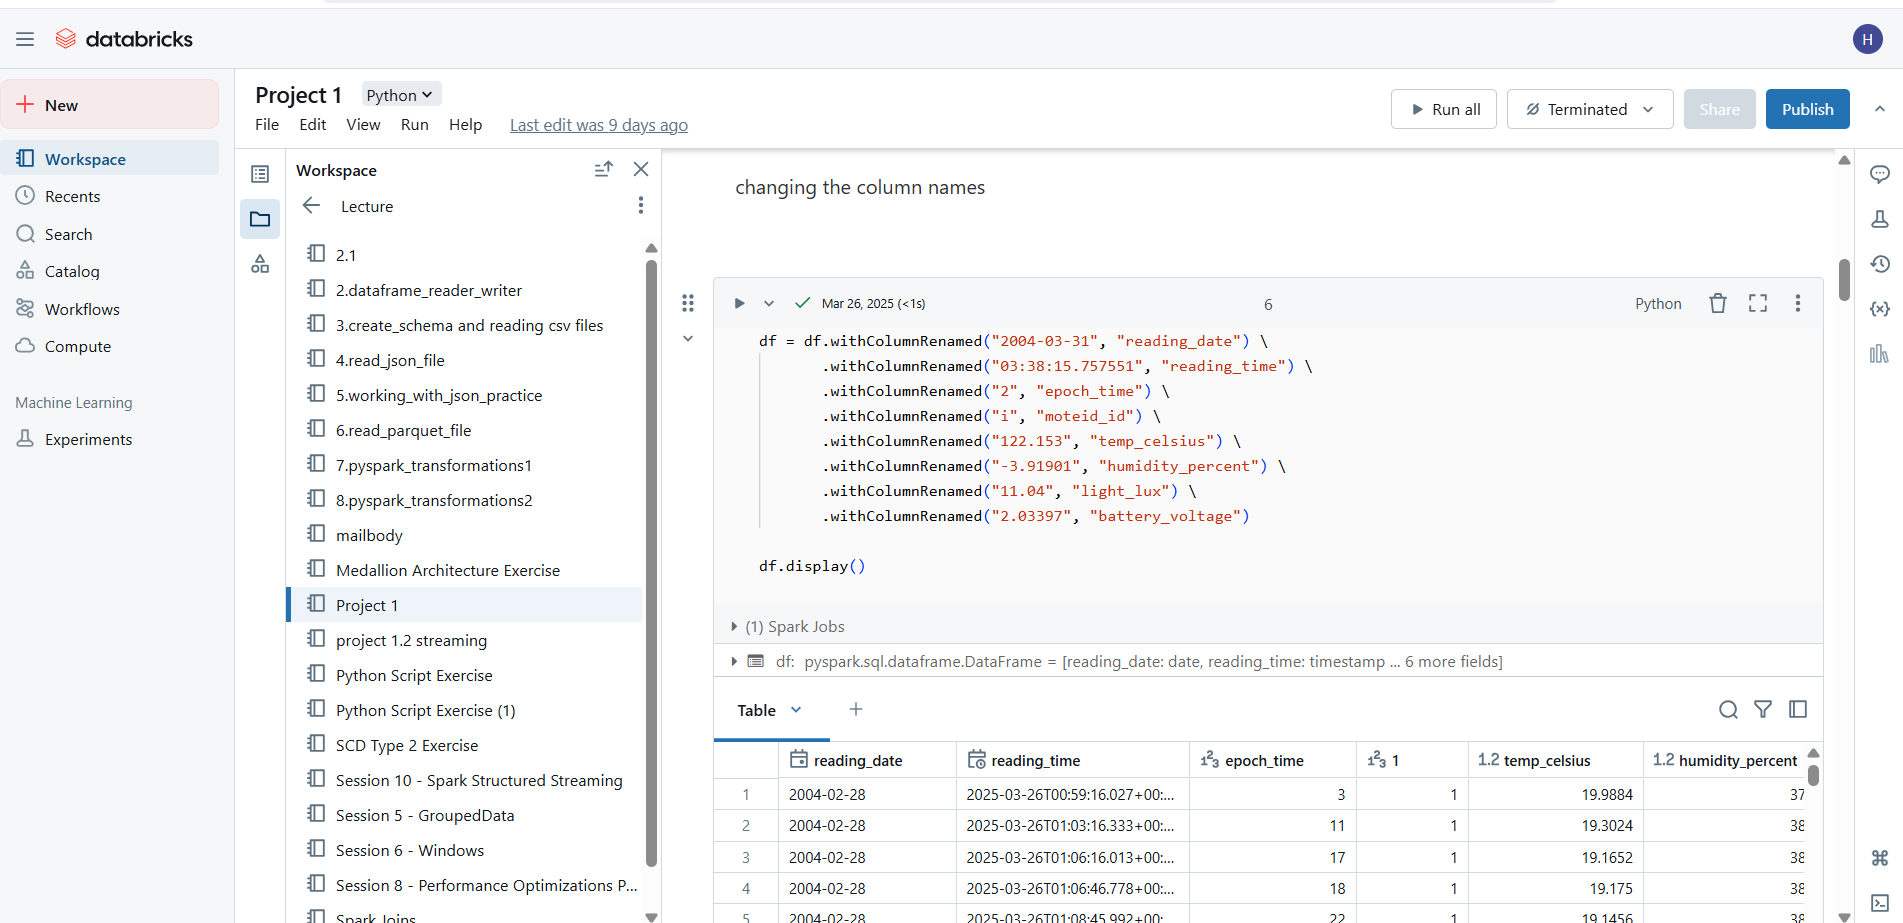 databricks
H
New
Workspace
Recents
Search
Catalog
Workflows
Compute
Machine Learning
Experiments
Project 1
Python
File Edit View Run Help Last edit was 9 days ago
Run all
Terminated
Share
Publish
Workspace
Lecture
2.1
2.dataframe_reader_writer
3.create_schema and reading csv files
4.read_json_file
5.working_with_json_practice
6.read_parquet_file
7.pyspark_transformations1
8.pyspark_transformations2
mailbody
Medallion Architecture Exercise
Project 1
project 1.2 streaming
Python Script Exercise
Python Script Exercise (1)
SCD Type 2 Exercise
Session 10 - Spark Structured Streaming
Session 5 - GroupedData
Session 6 - Windows
Session 8 - Performance Optimizations P...
Spark Joins
changing the column names
Mar 26, 2025 (<1s)
6
Python
df = df.withColumnRenamed("2004-03-31", "reading_date") \
.withColumnRenamed("03:38:15.757551", "reading_time") \
.withColumnRenamed("2", "epoch_time") \
.withColumnRenamed("i", "moteid_id") \
.withColumnRenamed("122.153", "temp_celsius") \
.withColumnRenamed("-3.91901", "humidity_percent") \
.withColumnRenamed("11.04", "light_lux") \
.withColumnRenamed("2.03397", "battery_voltage")
df.display()
(1) Spark Jobs
df: pyspark.sql.dataframe.DataFrame = [reading_date: date, reading_time: timestamp ... 6 more fields]
Table
reading_date reading_time 123 epoch_time 123 1 1.2 temp_celsius 1.2 humidity_percent
1 2004-02-28 2025-03-26T00:59:16.027+00:... 3 1 19.9884 37
2 2004-02-28 2025-03-26T01:03:16.333+00:... 11 1 19.3024 38
3 2004-02-28 2025-03-26T01:06:16.013+00:... 17 1 19.1652 38
4 2004-02-28 2025-03-26T01:06:46.778+00:... 18 1 19.175 38
5 2004-02-28 2025-03-26T01:08:45.992+00:... 22 1 19.1456 38